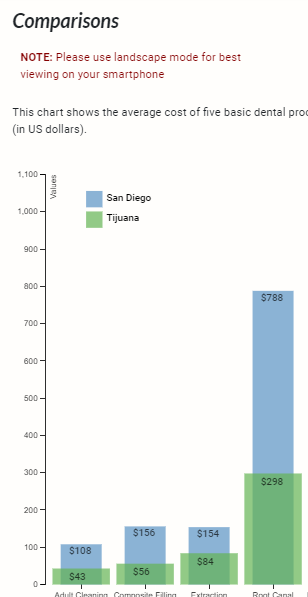 Comparisons
NOTE: Please use landscape mode for best
viewing on your smartphone
This chart shows the average cost of five basic dental
(in US dollars).
1,100
Values
San Diego
1,000
Tijuana
900
800
$788
700
600
500
400
300
$298
200
$156
$154
100
$108
$84
$56
$43
0
Adult Cleaning Composite Filling Extraction Root Canal